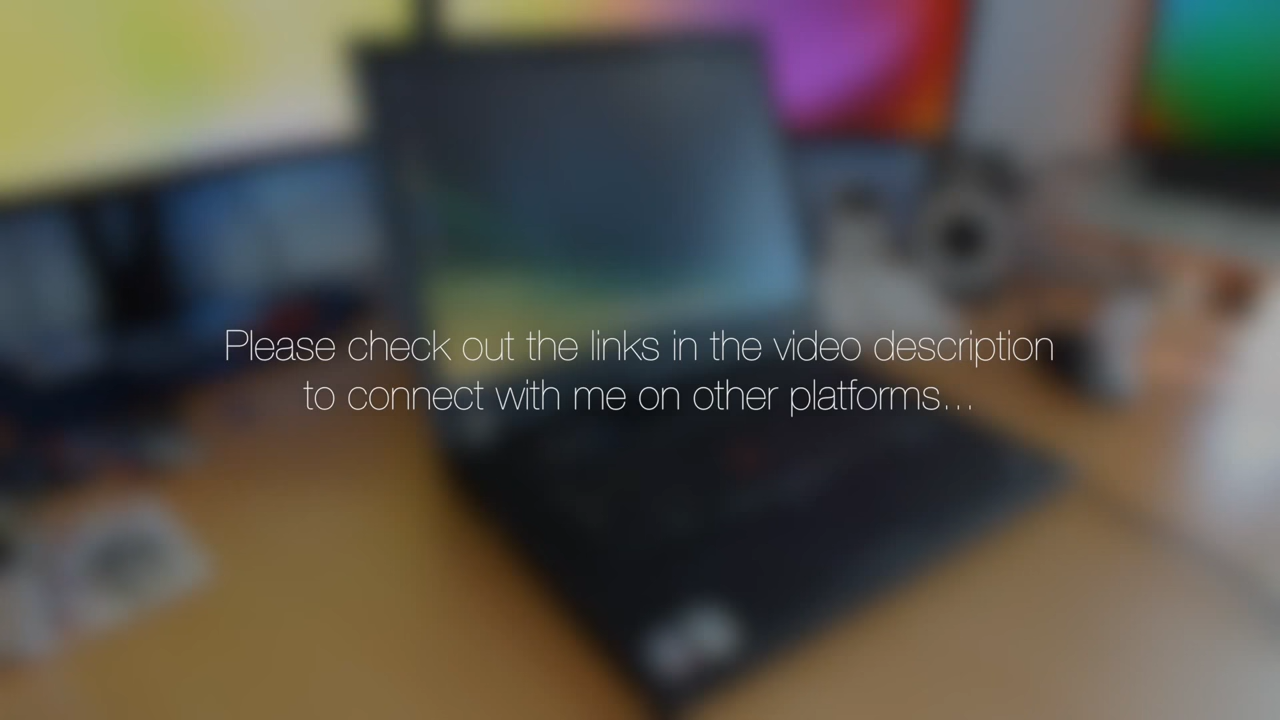 Please check out the links in the video description
to connect with me on other platforms...